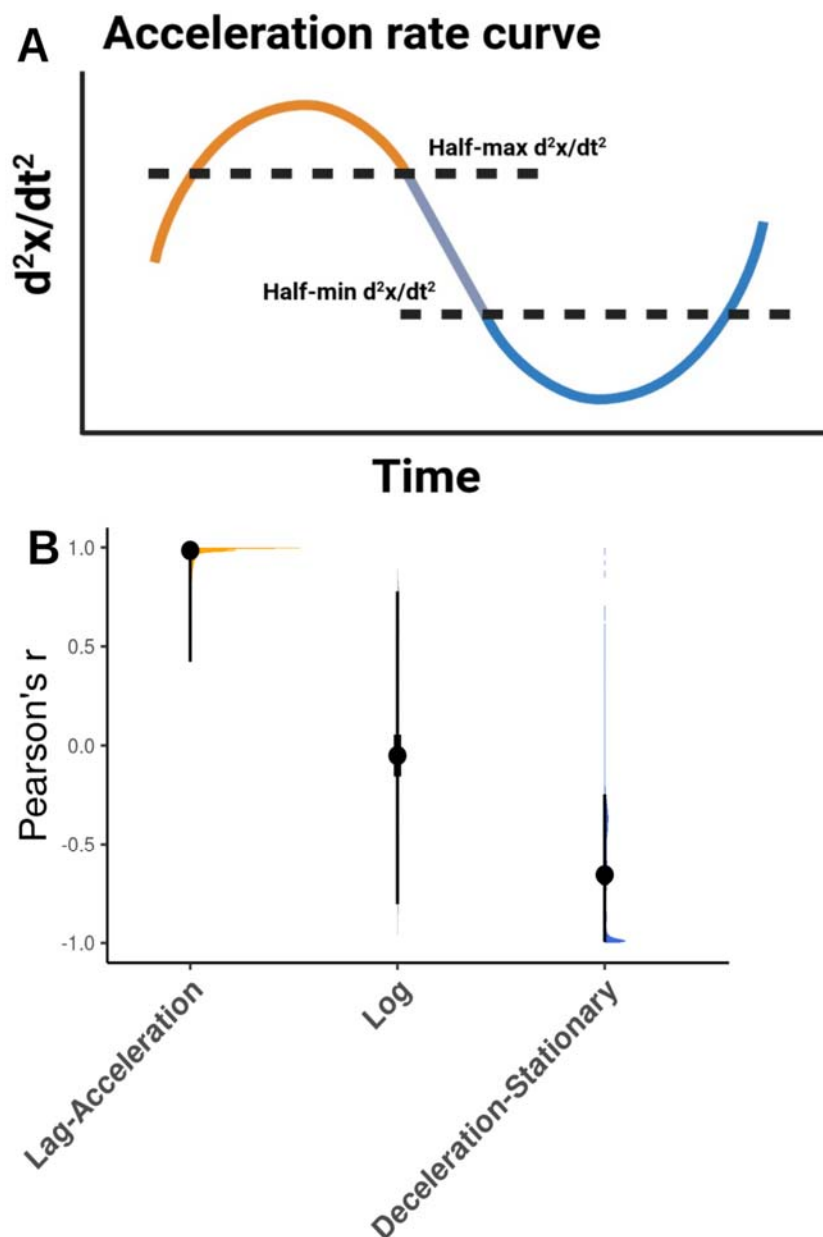 A Acceleration rate curve
d²x/dt²
Half-max d²x/dt²
Half-min d²x/dt²
Time
B
Pearson's r
1.0
0.5
0.0
-0.5
-1.0
Lag-Acceleration
Log
Deceleration-Stationary